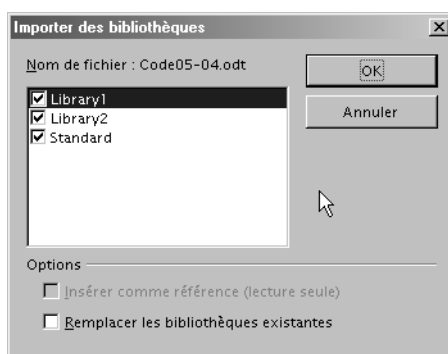 Importer des bibliothèques
Nom de fichier : Code05-04.odt
OK
Library1
Library2
Standard
Annuler
Options
Insérer comme référence (lecture seule)
Remplacer les bibliothèques existantes